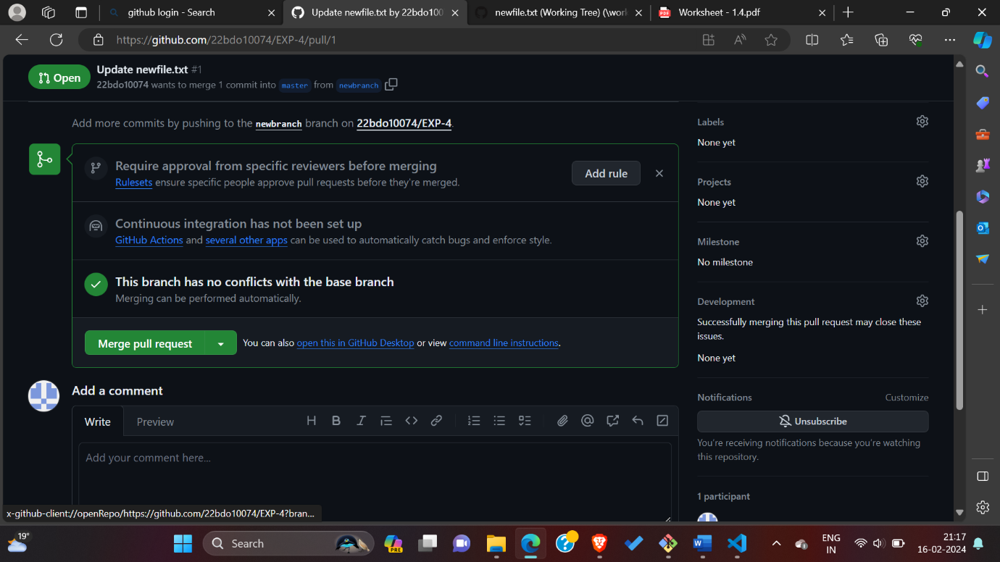 github login - Search
Update newfile.txt by 22bdo100
newfile.txt (Working Tree) (\work
PDF
Worksheet - 1.4.pdf
https://github.com/22bdo10074/EXP-4/pull/1
Open
Update newfile.txt #1
22bdo10074 wants to merge 1 commit into master from newbranch
Add more commits by pushing to the newbranch branch on 22bdo10074/EXP-4.
Require approval from specific reviewers before merging
Rulesets ensure specific people approve pull requests before they're merged.
Add rule
Continuous integration has not been set up
GitHub Actions and several other apps can be used to automatically catch bugs and enforce style.
This branch has no conflicts with the base branch
Merging can be performed automatically.
Merge pull request
You can also open this in GitHub Desktop or view command line instructions.
Add a comment
Write
Preview
Add your comment here...
Labels
None yet
Projects
None yet
Milestone
No milestone
Development
Successfully merging this pull request may close these
issues.
None yet
Notifications
Customize
Unsubscribe
You're receiving notifications because you're watching
this repository.
1 participant
x-github-client://openRepo/https://github.com/22bdo10074/EXP-4?bran...
19°
Search
PRE
ENG
IN
21:17
16-02-2024